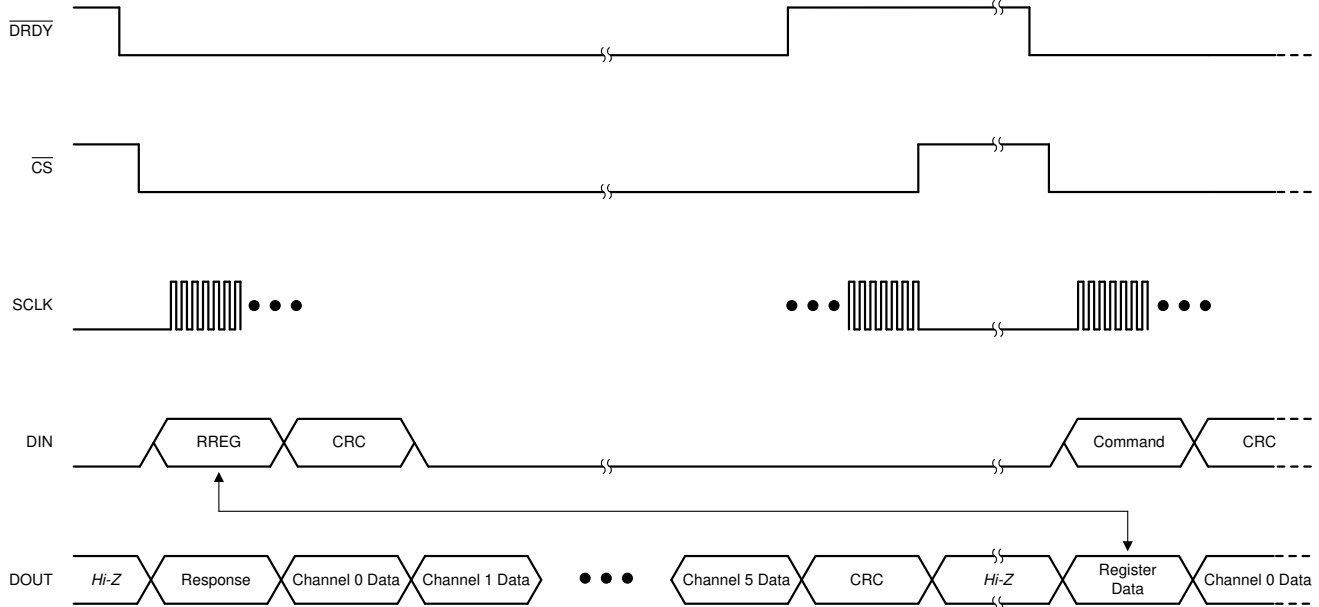 DRDY
CS
SCLK
DIN
RREG
CRC
Command
CRC
DOUT
Hi-Z
Response
Channel 0 Data
Channel 1 Data
Channel 5 Data
CRC
Hi-Z
Register
Data
Channel 0 Data